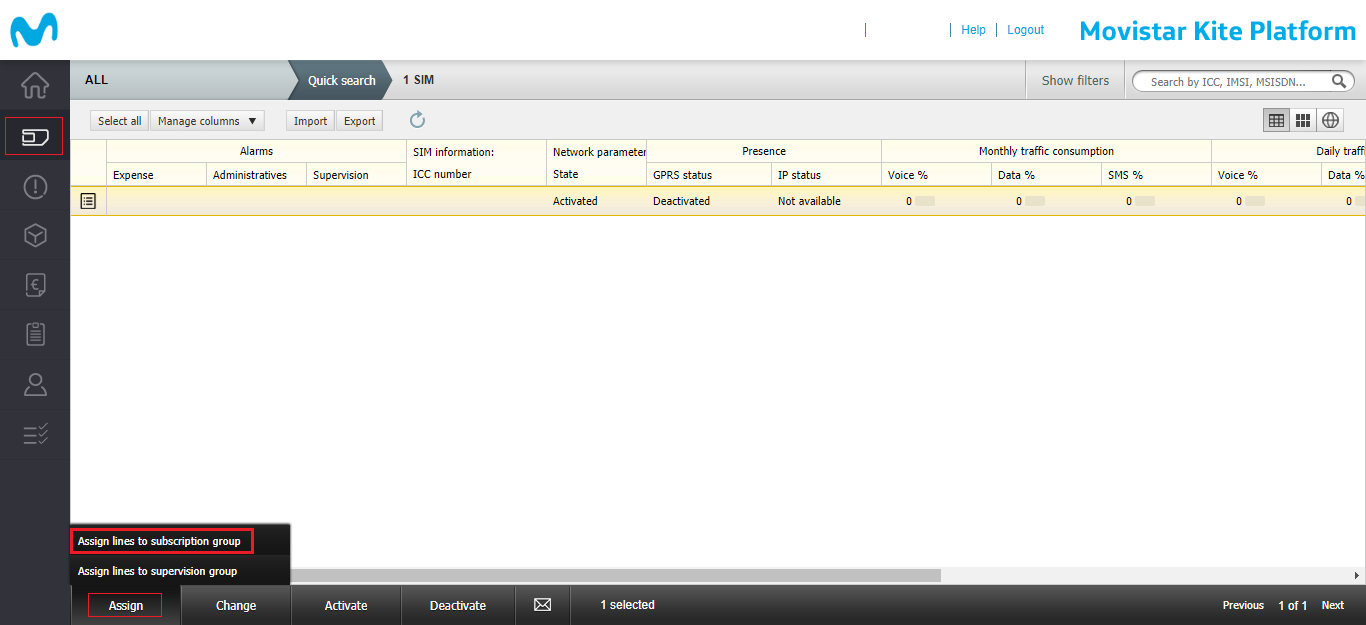 Help
Logout
Movistar Kite Platform
ALL
Quick search
1 SIM
Show filters
Search by ICC, IMSI, MSISDN...
Select all
Manage columns ▼
Import
Export
Alarms
SIM information:
Network parameter
Presence
Monthly traffic consumption
Daily traff
Expense
Administratives
Supervision
ICC number
State
GPRS status
IP status
Voice %
Data %
SMS %
Voice %
Data %
Activated
Deactivated
Not available
0
0
0
0
0
Assign lines to subscription group
Assign lines to supervision group
Assign
Change
Activate
Deactivate
1 selected
Previous
1 of 1
Next